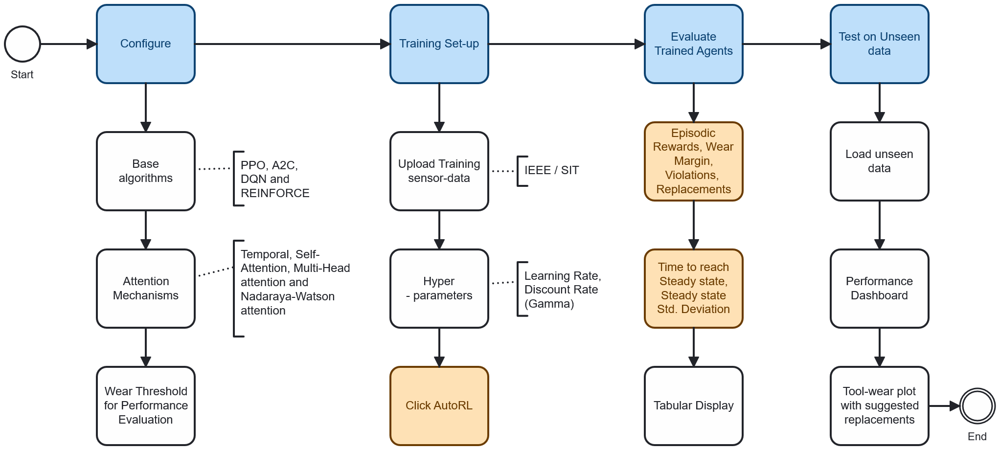 Start
Configure
Training Set-up
Evaluate
Trained Agents
Test on Unseen
data
Base
algorithms
PPO, A2C,
DQN and
REINFORCE
Attention
Mechanisms
Temporal, Self-
Attention, Multi-Head
attention and
Nadaraya-Watson
attention
Wear Threshold
for Performance
Evaluation
Upload Training
sensor-data
IEEE / SIT
Hyper
- parameters
Learning Rate,
Discount Rate
(Gamma)
Click AutoRL
Episodic
Rewards, Wear
Margin,
Violations,
Replacements
Time to reach
Steady state,
Steady state
Std. Deviation
Tabular Display
Load unseen
data
Performance
Dashboard
Tool-wear plot
with suggested
replacements
End